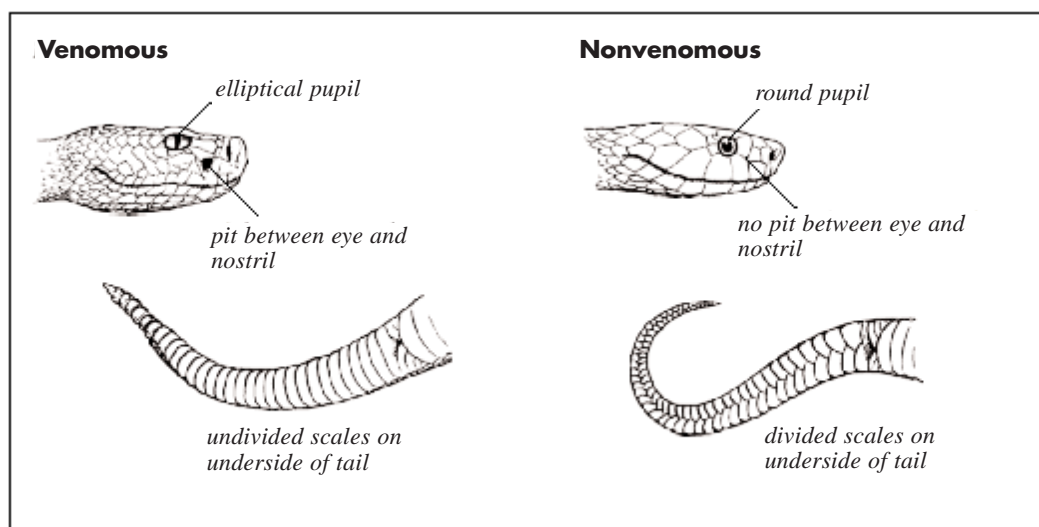 Venomous
elliptical pupil
pit between eye and
nostril
undivided scales on
underside of tail
Nonvenomous
round pupil
no pit between eye and
nostril
divided scales on
underside of tail